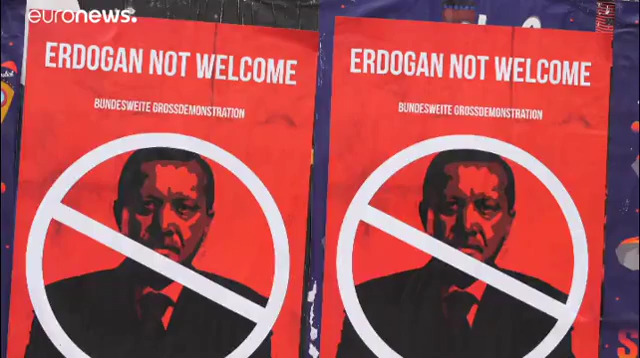 euronews.
ERDOGAN NOT WELCOME
BUNDESWEITE GROSSDEMONSTRATION
ERDOGAN NOT WELCOME
BUNDESWEITE GROSSDEMONSTRATION